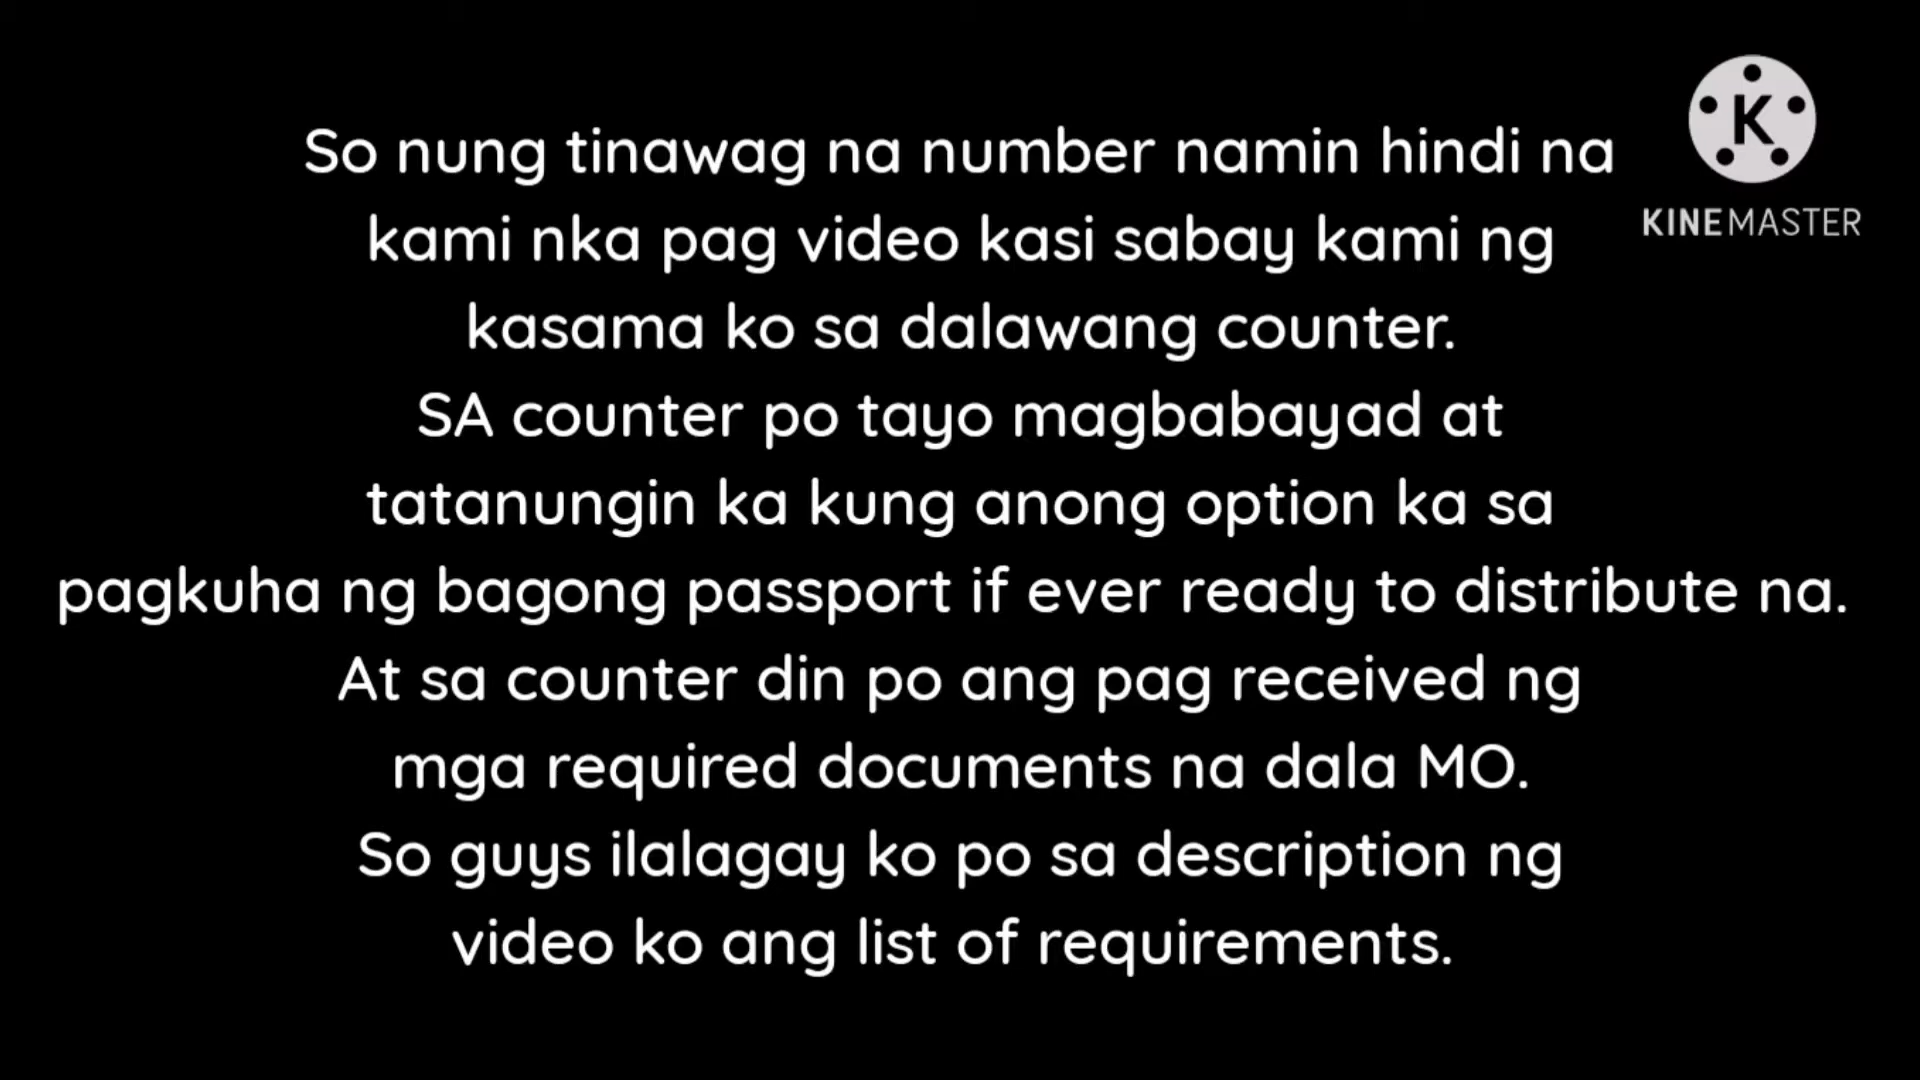 So nung tinawag na number namin hindi na
kami nka pag video kasi sabay kami ng
kasama ko sa dalawang counter.
SA counter po tayo magbabayad at
tatanungin ka kung anong option ka sa
pagkuha ng bagong passport if ever ready to distribute na.
At sa counter din po ang pag received ng
mga required documents na dala MO.
So guys ilalagay ko po sa description ng
video ko ang list of requirements.
K
KINEMASTER